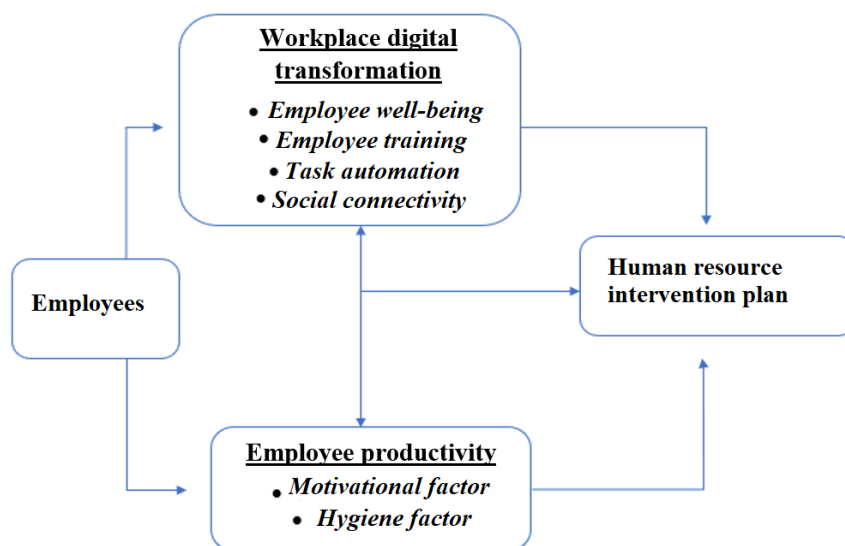 Workplace digital
transformation
• Employee well-being
• Employee training
• Task automation
• Social connectivity
Employees
Human resource
intervention plan
Employee productivity
• Motivational factor
• Hygiene factor